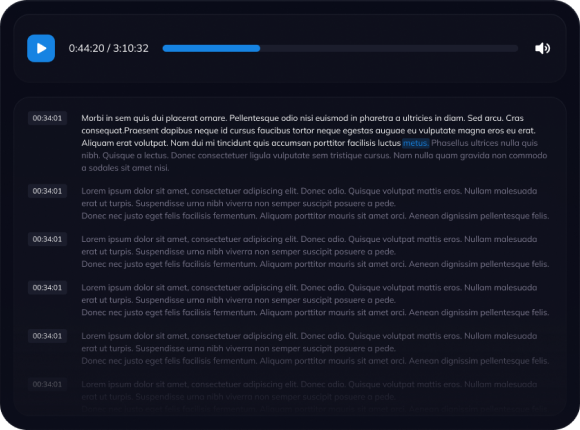 0:44:20 / 3:10:32
00:34:01
Morbi in sem quis dui placerat ornare. Pellentesque odio nisi euismod in pharetra a ultricies in diam. Sed arcu. Cras
consequat.Praesent dapibus neque id cursus faucibus tortor neque egestas auguae eu vulputate magna eros eu erat.
Aliquam erat volutpat. Nam dui mi tincidunt quis accumsan porttitor facilisis luctus metus. Phasellus ultrices nulla quis
nibh. Quisque a lectus. Donec consectetuer ligula vulputate sem tristique cursus. Nam nulla quam gravida non commodo
a sodales sit amet nisi.
00:34:01
Lorem ipsum dolor sit amet, consectetuer adipiscing elit. Donec odio. Quisque volutpat mattis eros. Nullam malesuada
erat ut turpis. Suspendisse urna nibh viverra non semper suscipit posuere a pede.
Donec nec justo eget felis facilisis fermentum. Aliquam porttitor mauris sit amet orci. Aenean dignissim pellentesque felis.
00:34:01
Lorem ipsum dolor sit amet, consectetuer adipiscing elit. Donec odio. Quisque volutpat mattis eros. Nullam malesuada
erat ut turpis. Suspendisse urna nibh viverra non semper suscipit posuere a pede.
Donec nec justo eget felis facilisis fermentum. Aliquam porttitor mauris sit amet orci. Aenean dignissim pellentesque felis.
00:34:01
Lorem ipsum dolor sit amet, consectetuer adipiscing elit. Donec odio. Quisque volutpat mattis eros. Nullam malesuada
erat ut turpis. Suspendisse urna nibh viverra non semper suscipit posuere a pede.
Donec nec justo eget felis facilisis fermentum. Aliquam porttitor mauris sit amet orci. Aenean dignissim pellentesque felis.
00:34:01
Lorem ipsum dolor sit amet, consectetuer adipiscing elit. Donec odio. Quisque volutpat mattis eros. Nullam malesuada
erat ut turpis. Suspendisse urna nibh viverra non semper suscipit posuere a pede.
Donec nec justo eget felis facilisis fermentum. Aliquam porttitor mauris sit amet orci. Aenean dignissim pellentesque felis.
00:34:01
Lorem ipsum dolor sit amet, consectetuer adipiscing elit. Donec odio. Quisque volutpat mattis eros. Nullam malesuada
erat ut turpis. Suspendisse urna nibh viverra non semper suscipit posuere a pede.